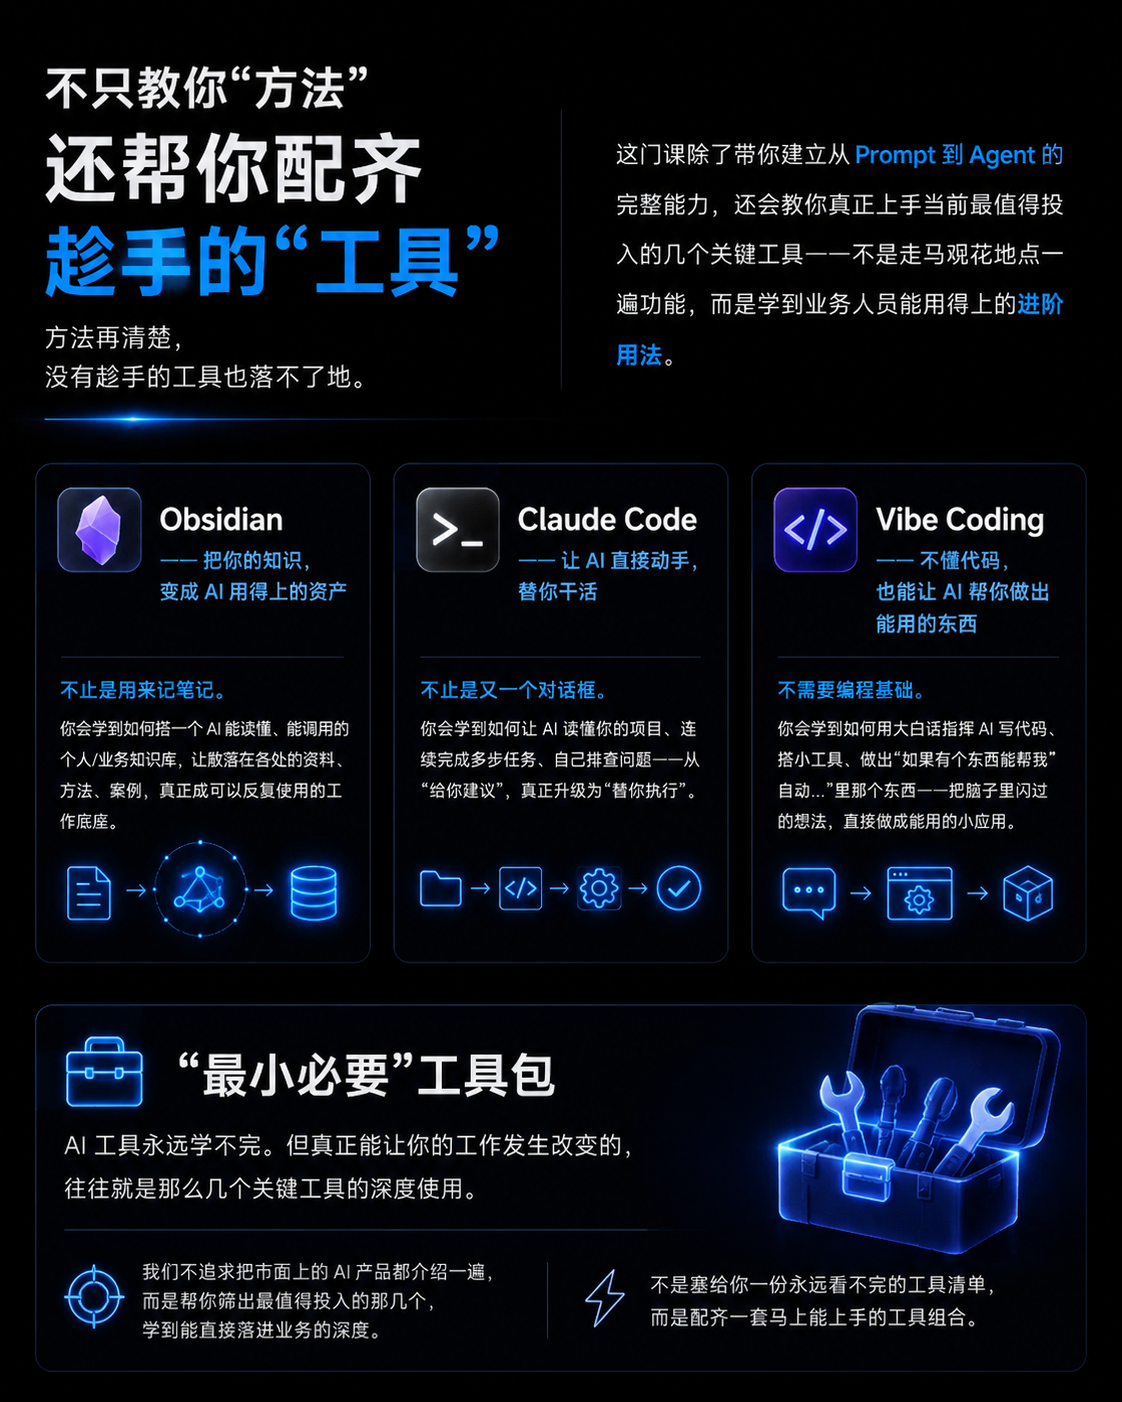 不只教你“方法”
还帮你配齐
趁手的“工具”
方法再清楚，
没有趁手的工具也落不了地。
这门课除了带你建立从 Prompt 到 Agent 的
完整能力，还会教你真正上手当前最值得投
入的几个关键工具——不是走马观花地点一
遍功能，而是学到业务人员能用得上的进阶
用法。
Obsidian
—— 把你的知识，
变成 AI 用得上的资产
不止是用来记笔记。
你会学到如何搭一个 AI 能读懂、能调用的
个人/业务知识库，让散落在各处的资料、
方法、案例，真正成可以反复使用的工
作底座。
Claude Code
—— 让 AI 直接动手，
替你干活
不止是又一个对话框。
你会学到如何让 AI 读懂你的项目、连
续完成多步任务、自己排查问题——从
“给你建议”，真正升级为“替你执行”。
Vibe Coding
—— 不懂代码，
也能让 AI 帮你做出
能用的东西
不需要编程基础。
你会学到如何用大白话指挥 AI 写代码、
搭小工具、做出“如果有个东西能帮我”
自动…”里那个东西——把脑子里闪过
的想法，直接做成能用的小应用。
“最小必要”工具包
AI 工具永远学不完。但真正能让你的工作发生改变的，
往往就是那么几个关键工具的深度使用。
我们不追求把市面上的 AI 产品都介绍一遍，
而是帮你筛出最值得投入的那几个，
学到能直接落进业务的深度。
不是塞给你一份永远看不完的工具清单，
而是配齐一套马上能上手的工具组合。